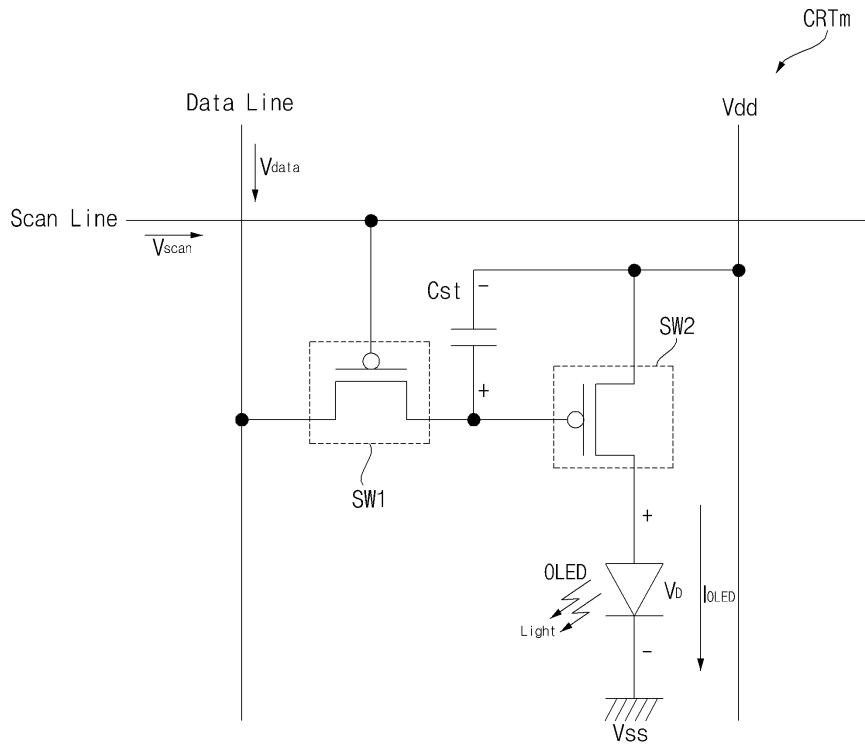 CRTm
Data Line
Vdd
Vdata
Scan Line
Vscan
Cst
-
SW2
+
SW1
+
OLED
VD
IOLED
Light
-
Vss